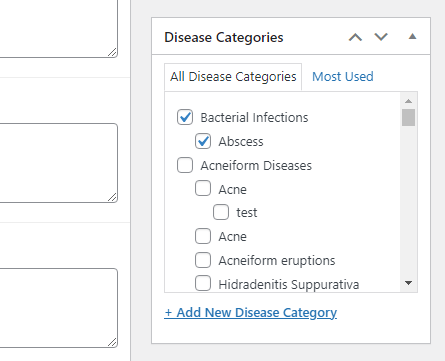 Disease Categories
All Disease Categories
Most Used
Bacterial Infections
Abscess
Acneiform Diseases
Acne
test
Acne
Acneiform eruptions
Hidradenitis Suppurativa
+ Add New Disease Category